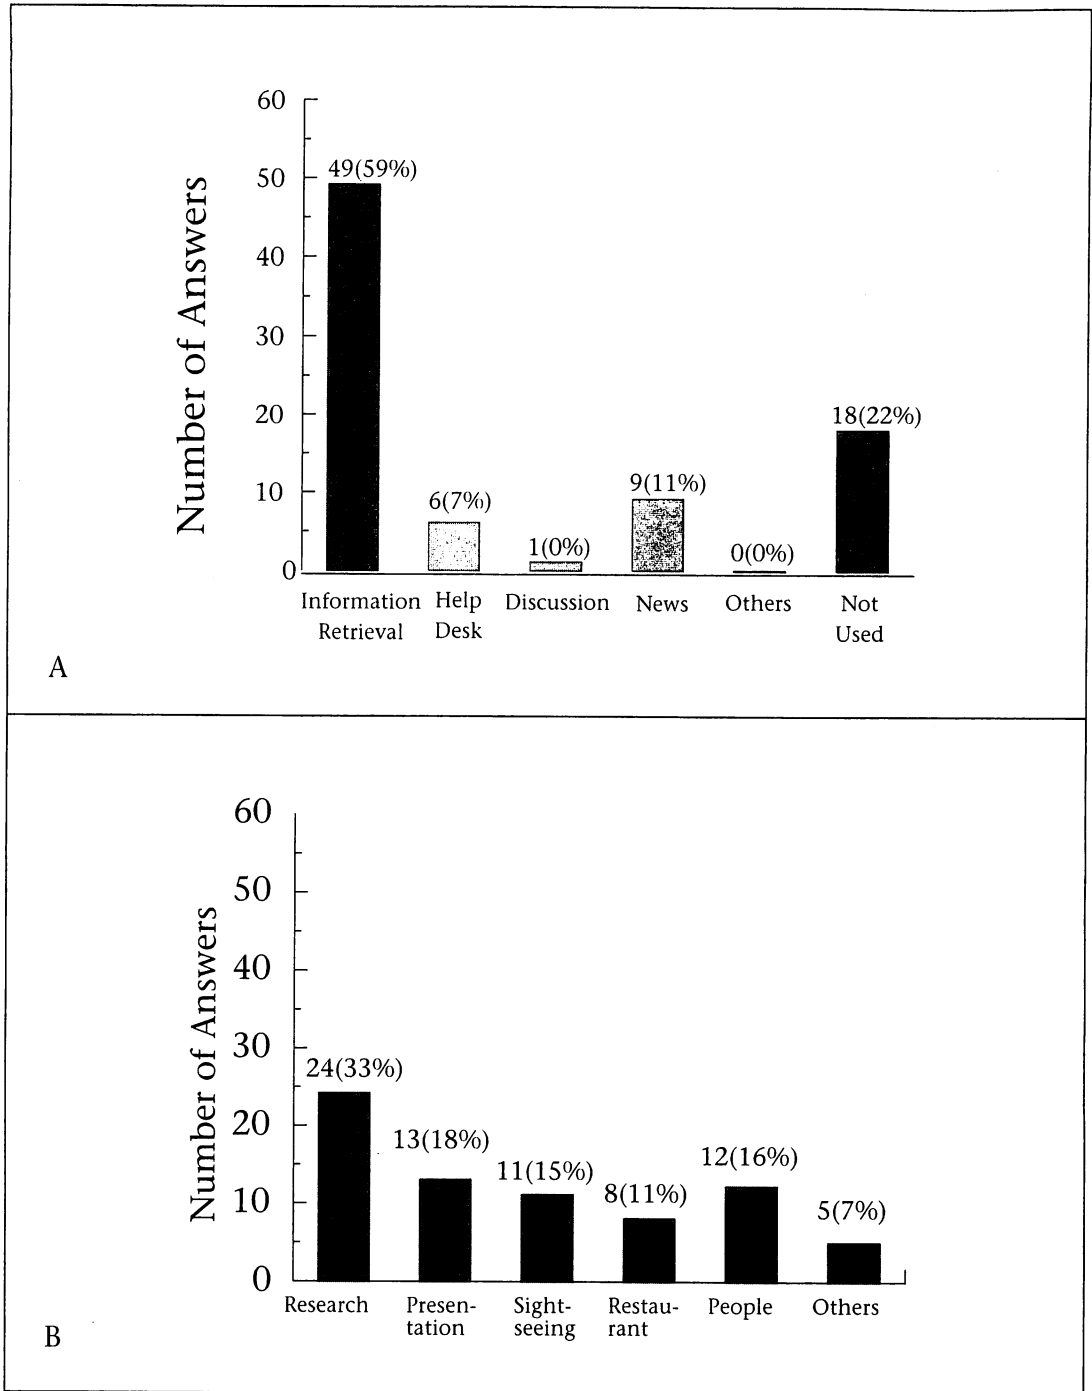 60
50
40
30
20
10
0
Number of Answers
49(59%)
6(7%)
1(0%)
9(11%)
0(0%)
18(22%)
Information Retrieval
Help Desk
Discussion
News
Others
Not Used
A
60
50
40
30
20
10
0
Number of Answers
24(33%)
13(18%)
11(15%)
8(11%)
12(16%)
5(7%)
Research
Presen-
tation
Sight-
seeing
Restau-
rant
People
Others
B